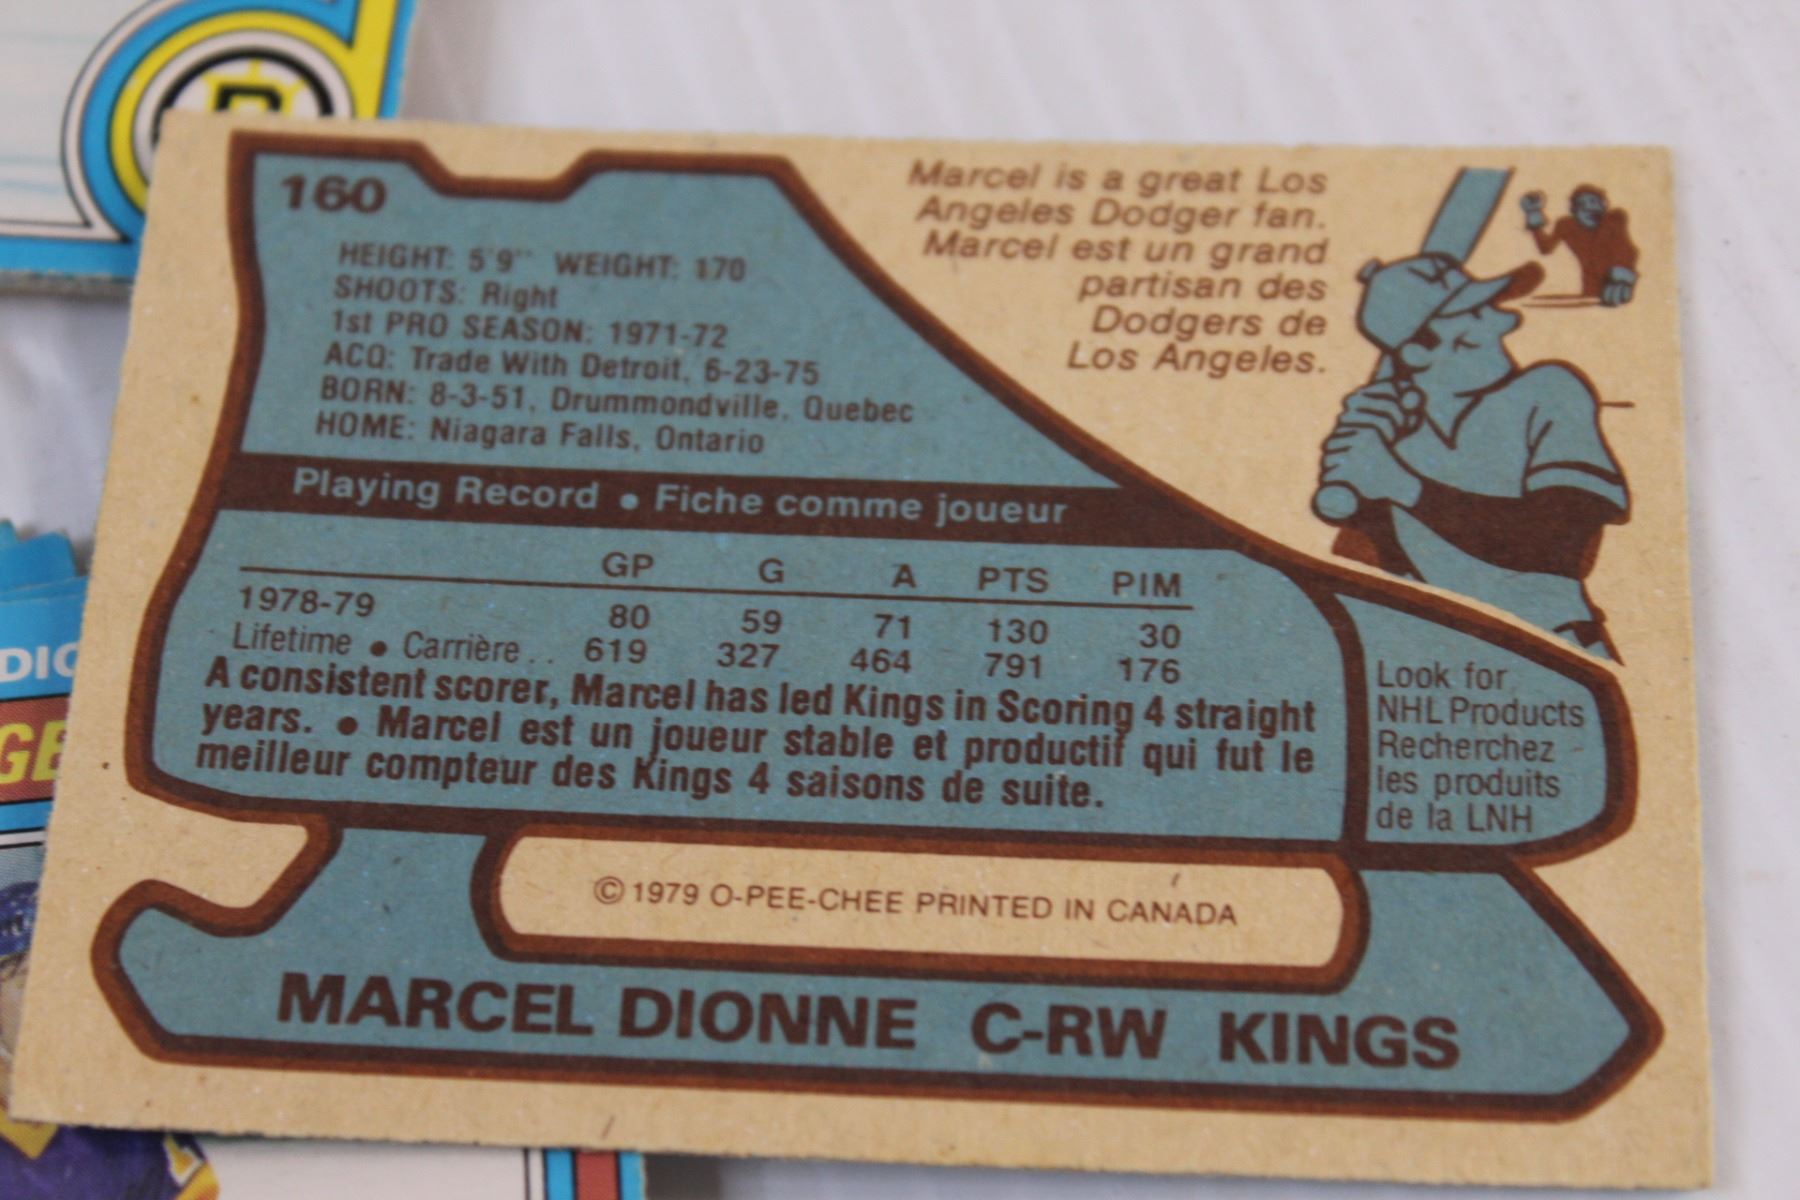 160
HEIGHT: 5'9" WEIGHT: 170
SHOOTS: Right
1st PRO SEASON: 1971-72
ACQ: Trade With Detroit, 6-23-75
BORN: 8-3-51, Drummondville, Quebec
HOME: Niagara Falls, Ontario
Marcel is a great Los
Angeles Dodger fan.
Marcel est un grand
partisan des
Dodgers de
Los Angeles.
Playing Record • Fiche comme joueur
GP G A PTS PIM
1978-79 80 59 71 130 30
Lifetime • Carrière .. 619 327 464 791 176
A consistent scorer, Marcel has led Kings in Scoring 4 straight
years. • Marcel est un joueur stable et productif qui fut le
meilleur compteur des Kings 4 saisons de suite.
Look for
NHL Products
Recherchez
les produits
de la LNH
© 1979 O-PEE-CHEE PRINTED IN CANADA
MARCEL DIONNE C-RW KINGS